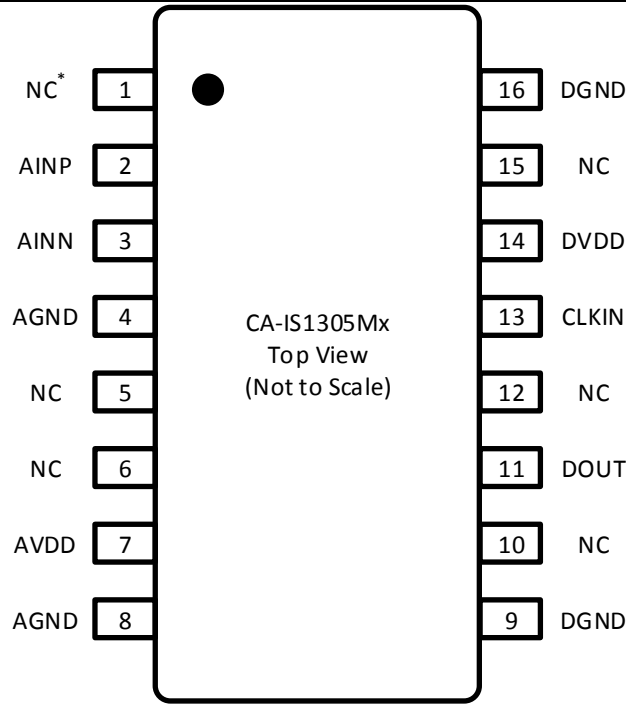 NC* 1 16 DGND
AINP 2 15 NC
AINN 3 14 DVDD
AGND 4 13 CLKIN
CA-IS1305Mx
Top View
(Not to Scale)
NC 5 12 NC
NC 6 11 DOUT
AVDD 7 10 NC
AGND 8 9 DGND